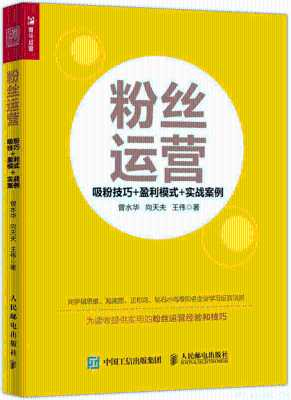 粉丝
运营
吸粉技巧+盈利模式+实战案例
曾水华 向天夫 王伟 著
为读者提供实用的粉丝运营经验和技巧
中国工信出版集团
人民邮电出版社
粉丝运营
吸粉技巧+盈利模式+实战案例
曾水华 向天夫 王伟 著
人民邮电出版社